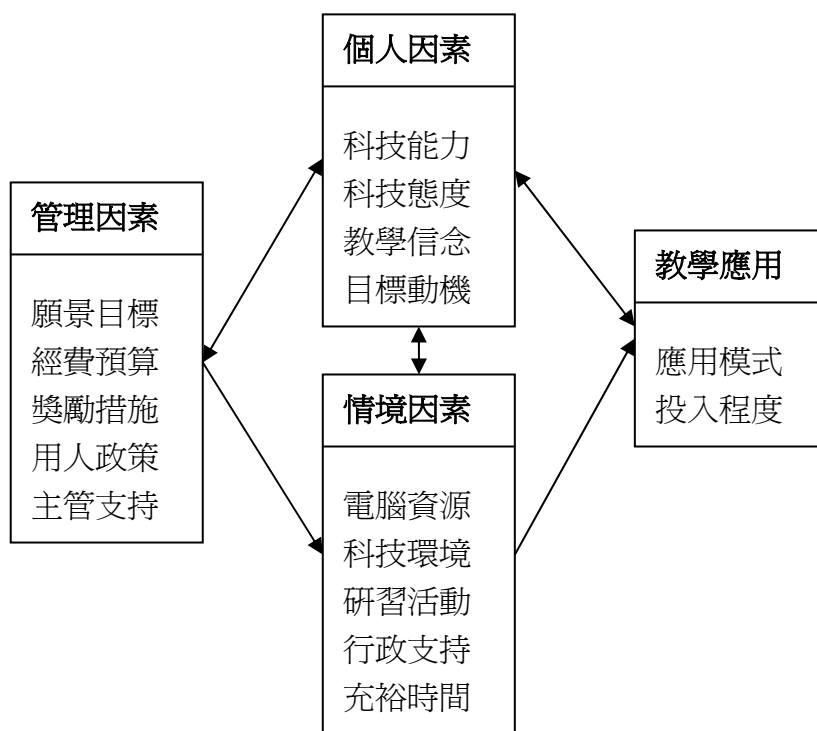 個人因素
科技能力
科技態度
教學信念
目標動機
管理因素
願景目標
經費預算
獎勵措施
用人政策
主管支持
情境因素
電腦資源
科技環境
研習活動
行政支持
充裕時間
教學應用
應用模式
投入程度